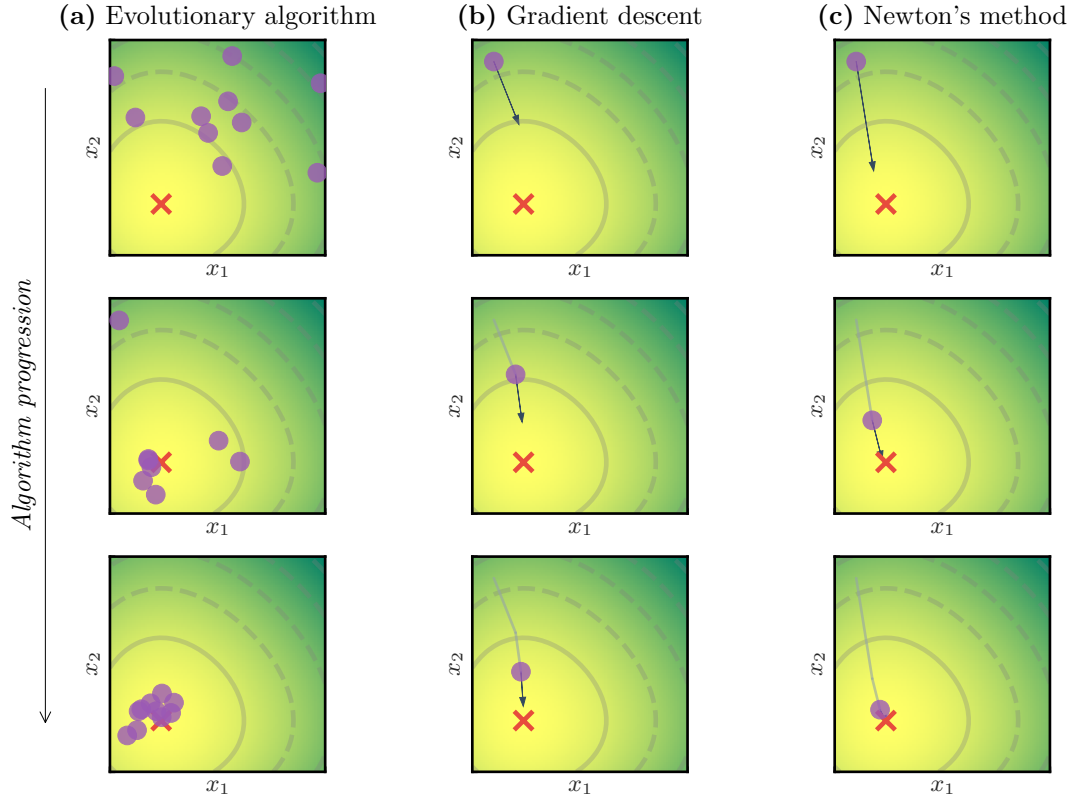 (a) Evolutionary algorithm
(b) Gradient descent
(c) Newton's method
Algorithm progression
x₂
x₁
x₂
x₁
x₂
x₁
x₂
x₁
x₂
x₁
x₂
x₁
x₂
x₁
x₂
x₁
x₂
x₁